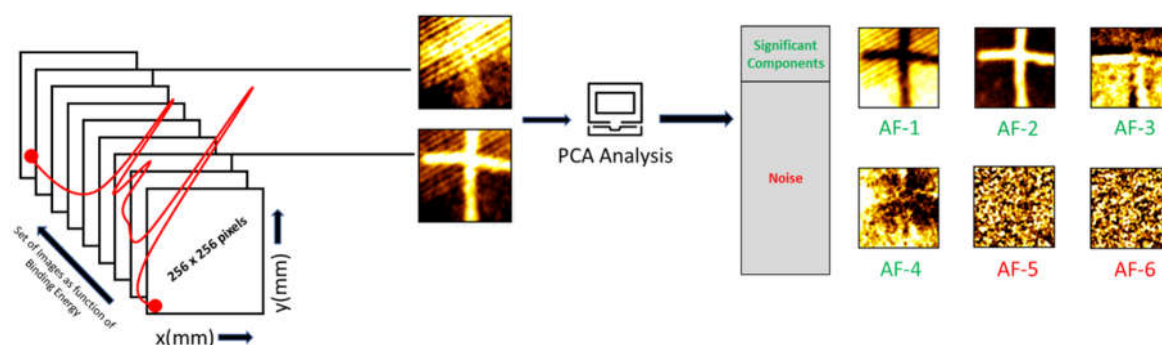 Set of Images as function of
Binding Energy
256 x 256 pixels
x(mm)
y(mm)
PCA Analysis
Significant
Components
Noise
AF-1
AF-2
AF-3
AF-4
AF-5
AF-6